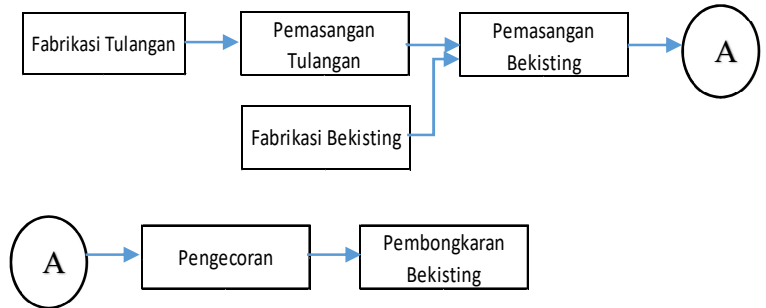 Fabrikasi Tulangan
Pemasangan
Tulangan
Pemasangan
Bekisting
A
Fabrikasi Bekisting
A
Pengecoran
Pembongkaran
Bekisting